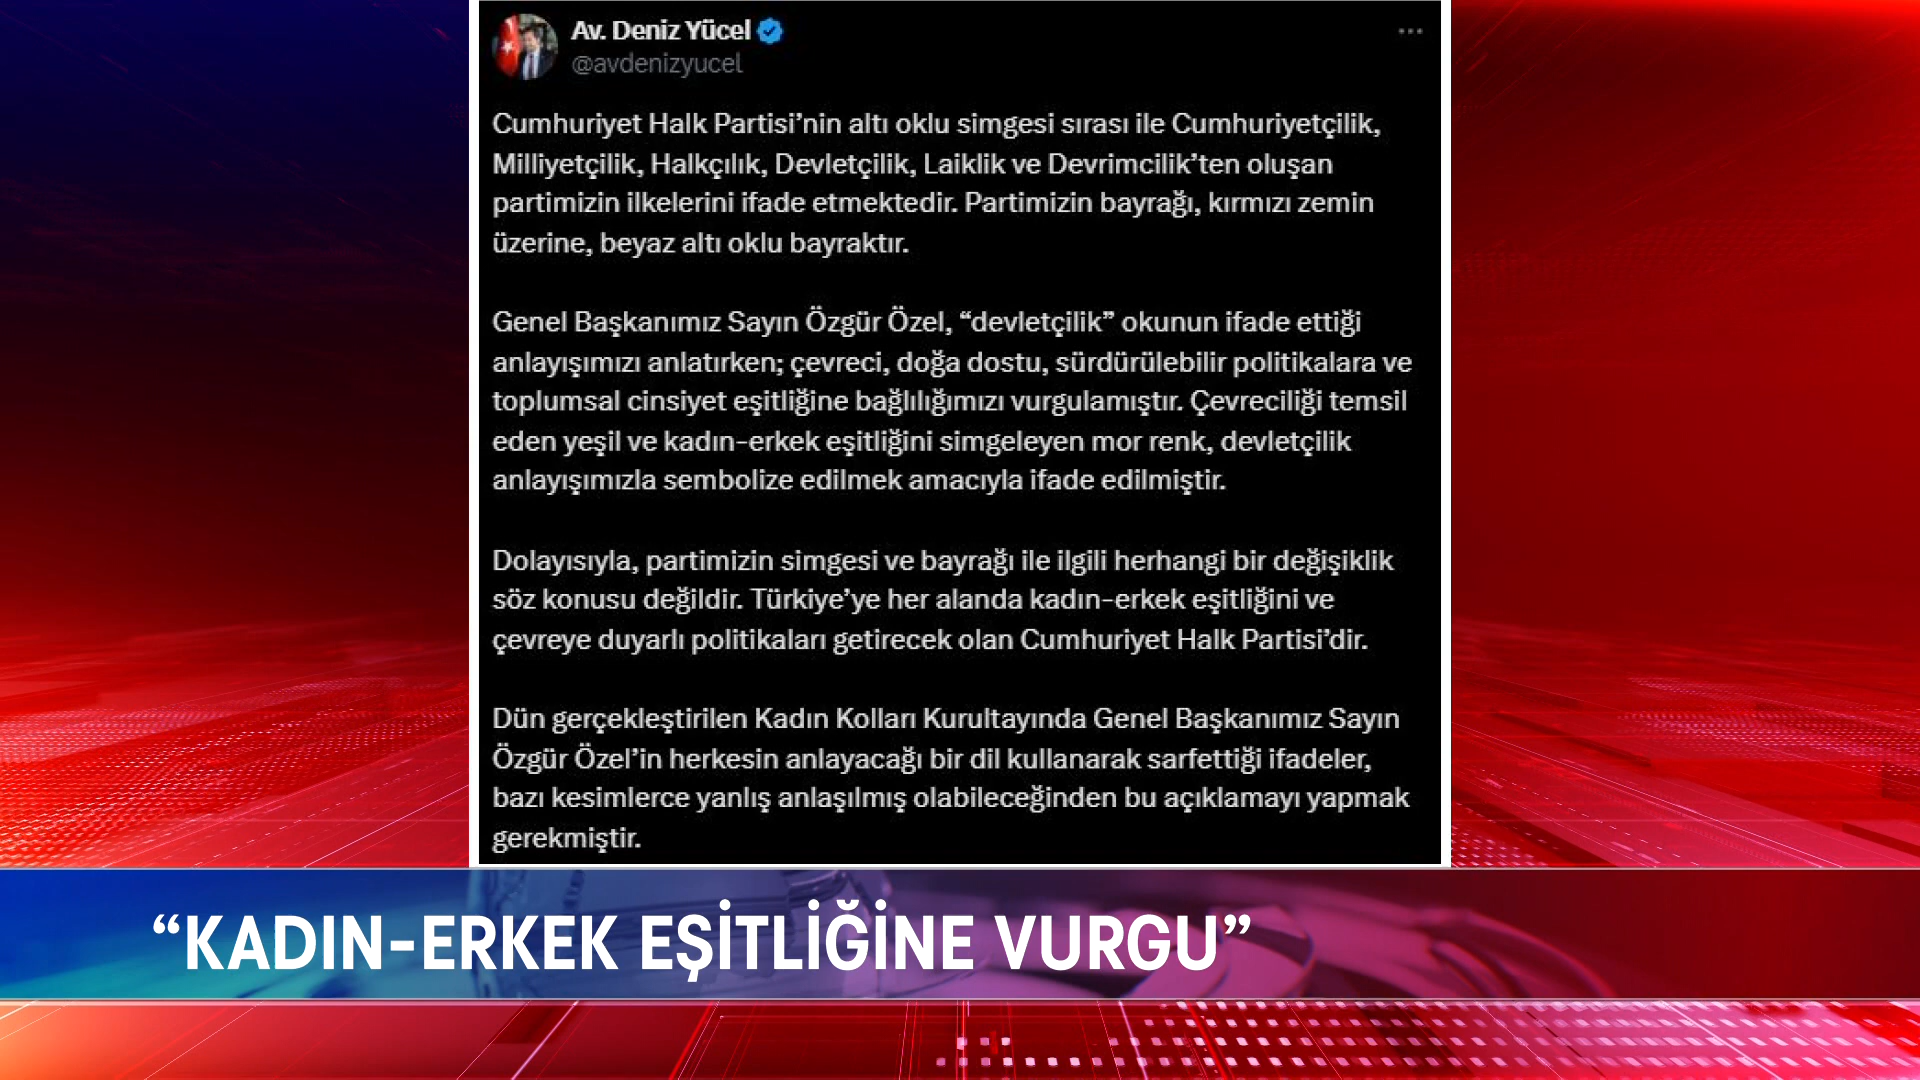 Av. Deniz Yücel
@avdenizyucel
Cumhuriyet Halk Partisi’nin altı oklu simgesi sırası ile Cumhuriyetçilik,
Milliyetçilik, Halkçılık, Devletçilik, Laiklik ve Devrimcilik’ten oluşan
partimizin ilkelerini ifade etmektedir. Partimizin bayrağı, kırmızı zemin
üzerine, beyaz altı oklu bayraktır.
Genel Başkanımız Sayın Özgür Özel, “devletçilik” okunun ifade ettiği
anlayışımızı anlatırken; çevreci, doğa dostu, sürdürülebilir politikalara ve
toplumsal cinsiyet eşitliğine bağlılığımızı vurgulamıştır. Çevreciliği temsil
eden yeşil ve kadın-erkek eşitliğini simgeleyen mor renk, devletçilik
anlayışımızla sembolize edilmek amacıyla ifade edilmiştir.
Dolayısıyla, partimizin simgesi ve bayrağı ile ilgili herhangi bir değişiklik
söz konusu değildir. Türkiye’ye her alanda kadın-erkek eşitliğini ve
çevreye duyarlı politikaları getirecek olan Cumhuriyet Halk Partisi’dir.
Dün gerçekleştirilen Kadın Kolları Kurultayında Genel Başkanımız Sayın
Özgür Özel’in herkesin anlayacağı bir dil kullanarak sarfettiği ifadeler,
bazı kesimlerce yanlış anlaşılmış olabileceğinden bu açıklamayı yapmak
gerekmiştir.
“KADIN-ERKEK EŞİTLİĞİNE VURGU”